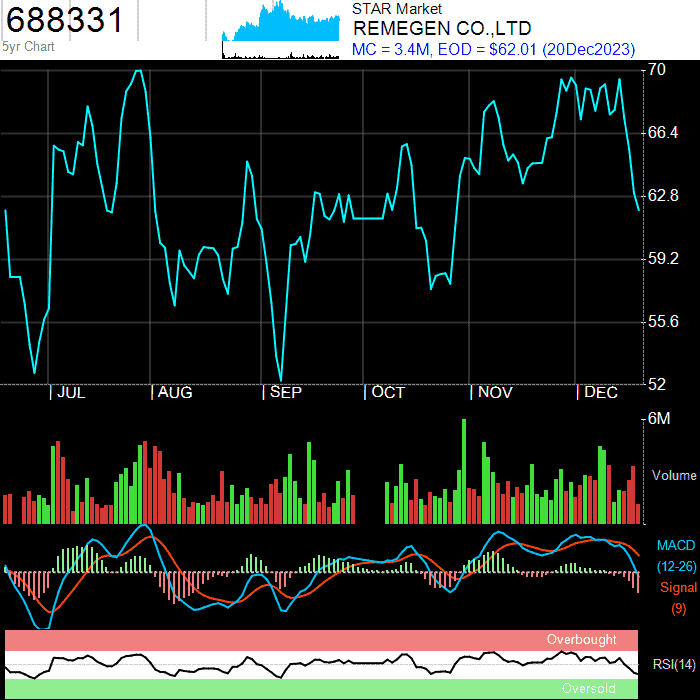 688331
5yr Chart
STAR Market
REMEGEN CO.,LTD
MC = 3.4M, EOD = $62.01 (20Dec2023)
70
66.4
62.8
59.2
55.6
52
JUL AUG SEP OCT NOV DEC
6M
Volume
MACD
(12-26)
Signal
(9)
Overbought
RSI(14)
Oversold